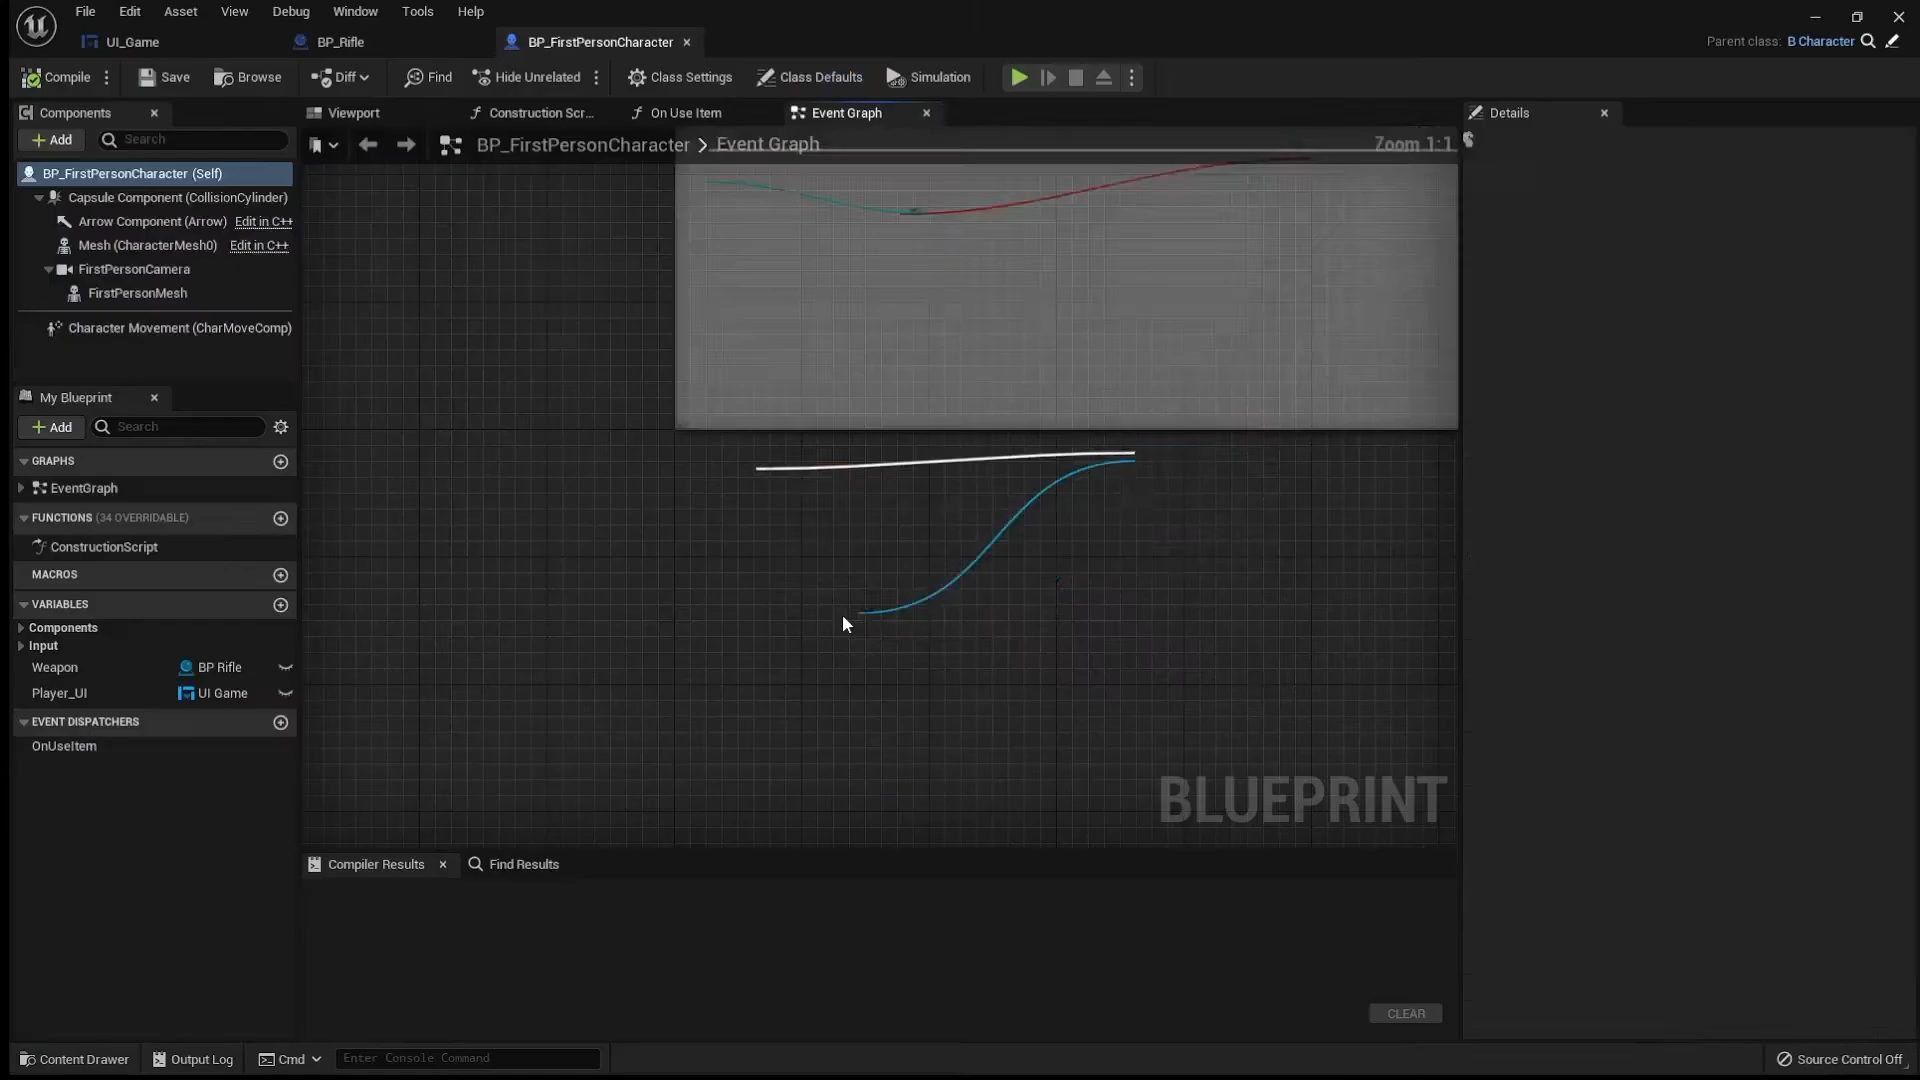 File Edit Asset View Debug Window Tools Help
UI_Game BP_Rifle BP_FirstPersonCharacter
Parent class: B Character
Compile Save Browse Diff Find Hide Unrelated Class Settings Class Defaults Simulation
Components Viewport Construction Scr... On Use Item Event Graph Details
Add Search
BP_FirstPersonCharacter > Event Graph Zoom 1:1
BP_FirstPersonCharacter (Self)
Capsule Component (CollisionCylinder)
Arrow Component (Arrow) Edit in C++
Mesh (CharacterMesh0) Edit in C++
FirstPersonCamera
FirstPersonMesh
Character Movement (CharMoveComp)
My Blueprint
Add Search
GRAPHS
EventGraph
FUNCTIONS (34 OVERRIDABLE)
ConstructionScript
MACROS
VARIABLES
Components
Input
Weapon BP Rifle
Player_UI UI Game
EVENT DISPATCHERS
OnUseItem
BLUEPRINT
Compiler Results Find Results
CLEAR
Content Drawer Output Log Cmd Enter Console Command Source Control Off